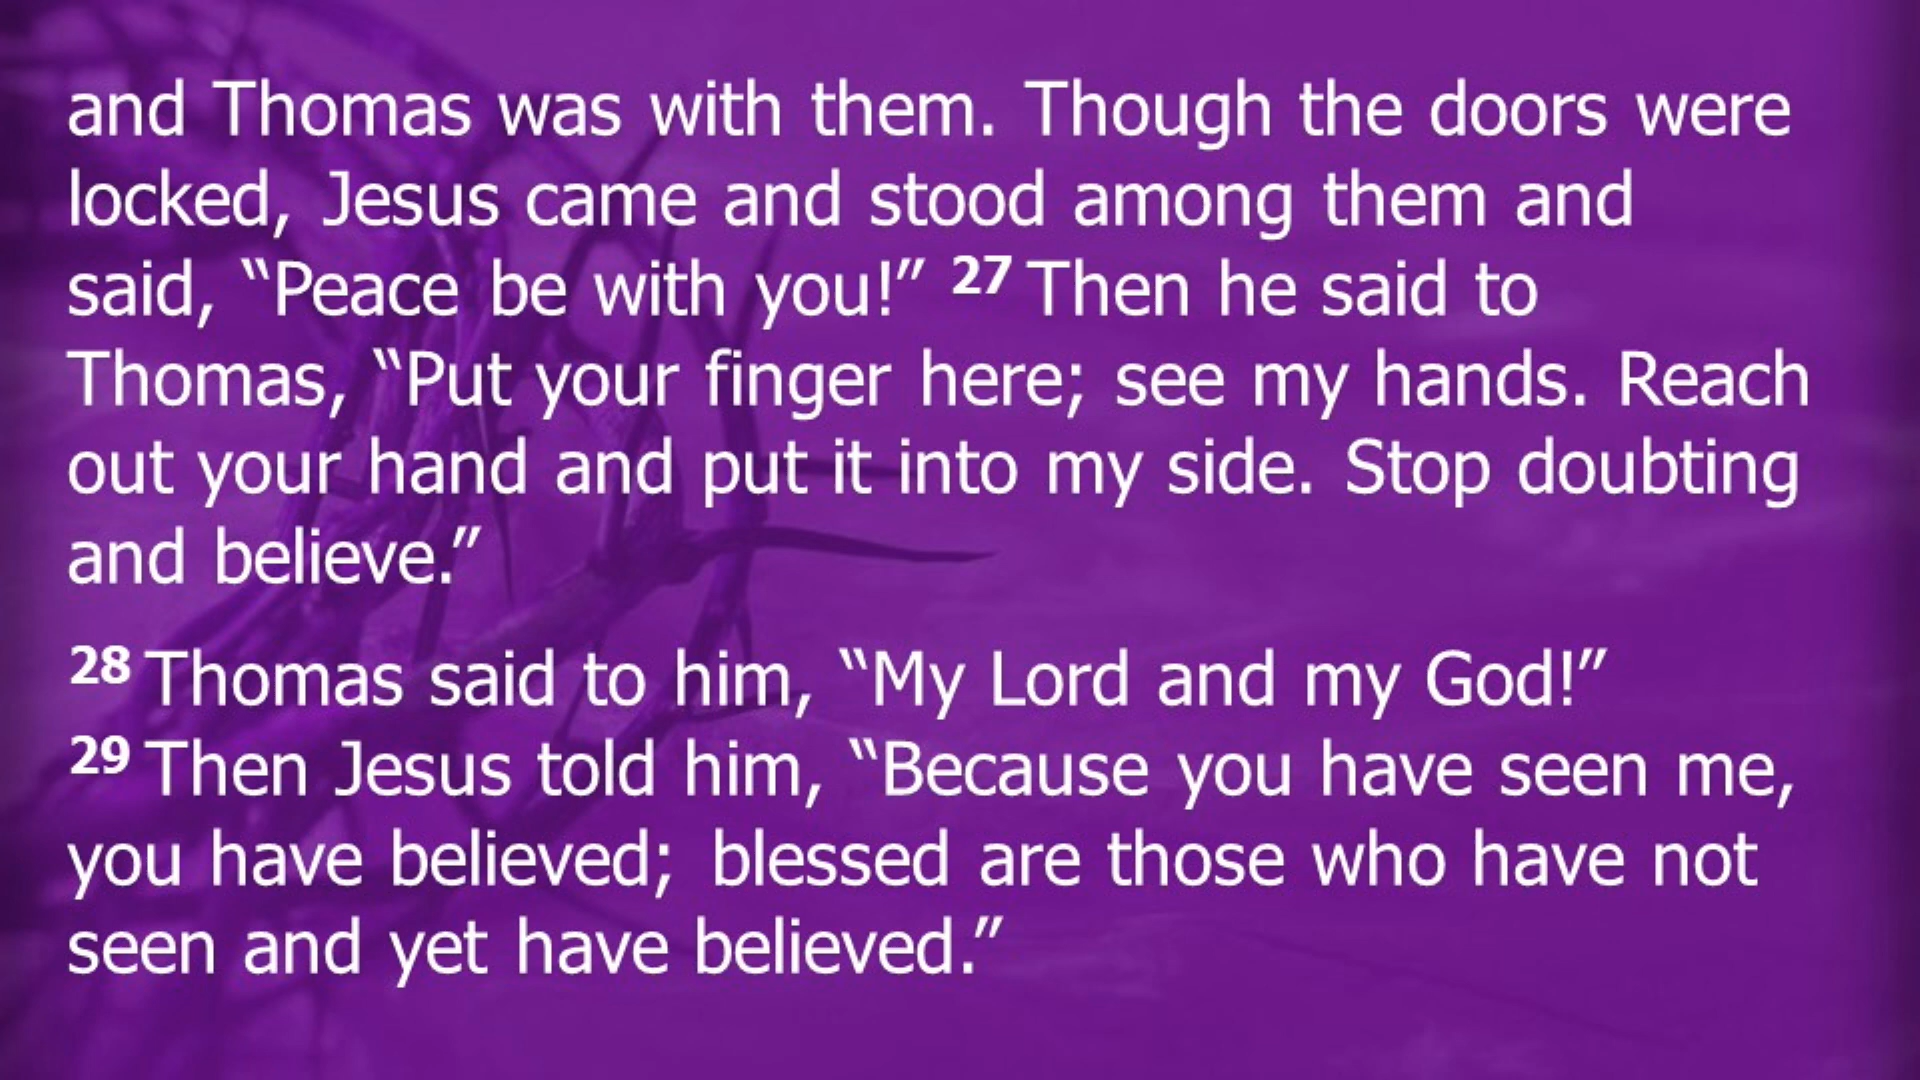 and Thomas was with them. Though the doors were
locked, Jesus came and stood among them and
said, “Peace be with you!” 27 Then he said to
Thomas, “Put your finger here; see my hands. Reach
out your hand and put it into my side. Stop doubting
and believe.”
28 Thomas said to him, “My Lord and my God!”
29 Then Jesus told him, “Because you have seen me,
you have believed; blessed are those who have not
seen and yet have believed.”